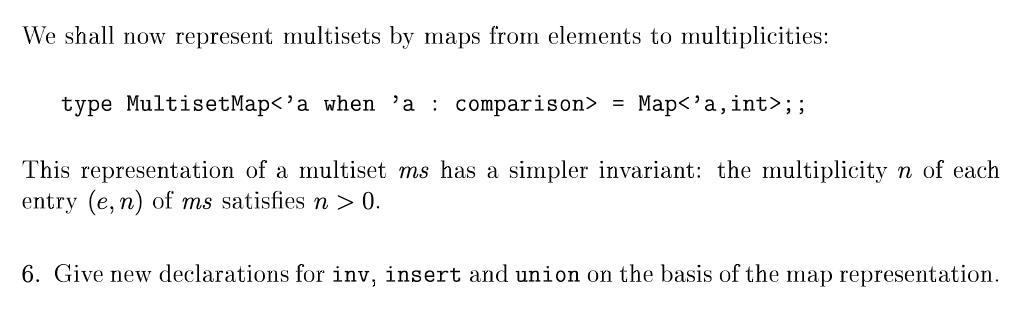 We shall now represent multisets by maps from elements to multiplicities:
type MultisetMap<’a when ’a : comparison> = Map<’a,int>;;
This representation of a multiset ms has a simpler invariant: the multiplicity n of each
entry (e, n) of ms satisfies n > 0.
6. Give new declarations for inv, insert and union on the basis of the map representation.